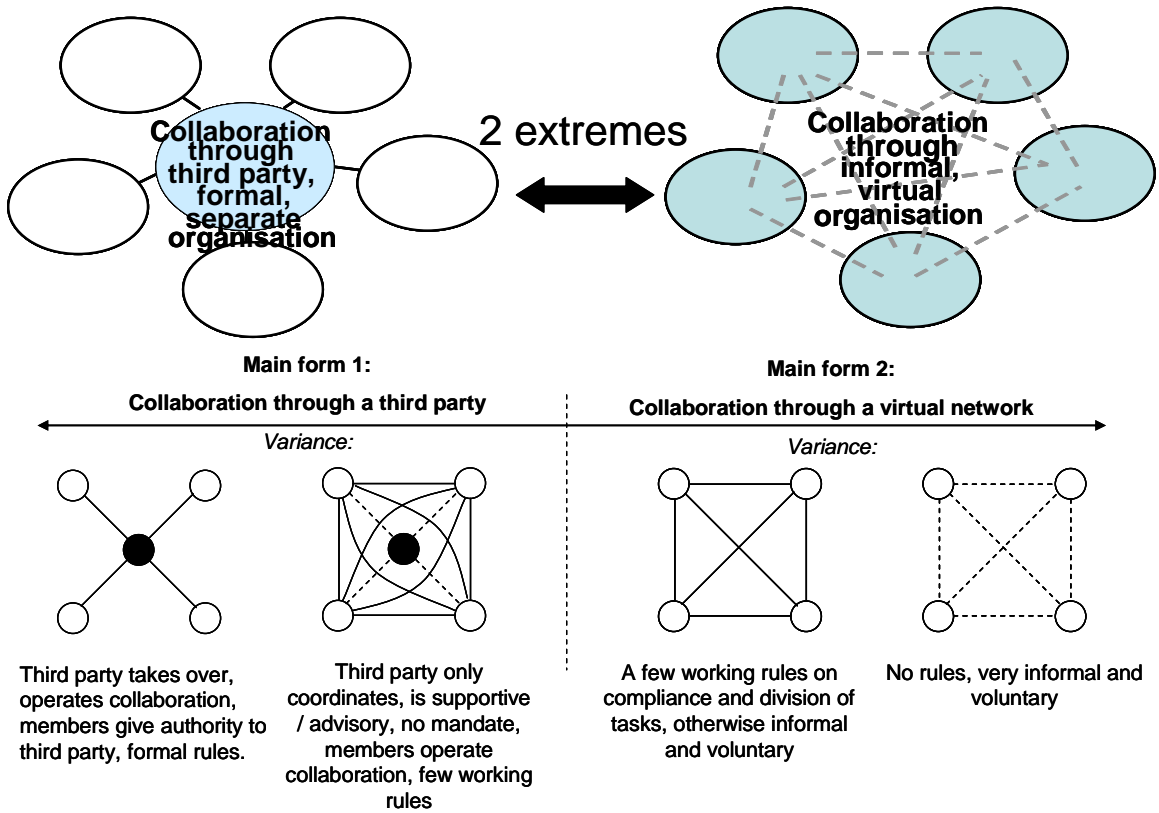 Collaboration
through
third party,
formal,
separate
organisation
2 extremes
Collaboration
through
informal,
virtual
organisation
Main form 1:
Collaboration through a third party
Main form 2:
Collaboration through a virtual network
Variance:
Variance:
Third party takes over,
operates collaboration,
members give authority to
third party, formal rules.
Third party only
coordinates, is supportive
/ advisory, no mandate,
members operate
collaboration, few working
rules
A few working rules on
compliance and division of
tasks, otherwise informal
and voluntary
No rules, very informal and
voluntary